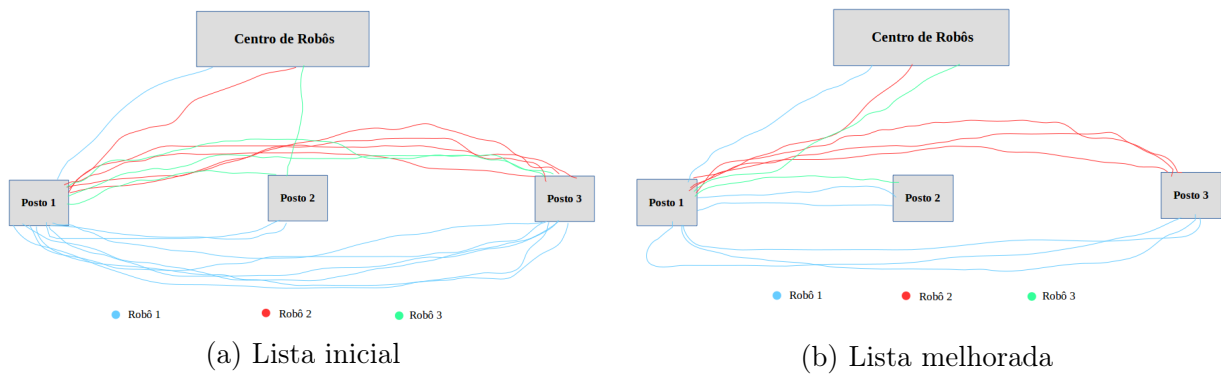 Centro de Robôs
Posto 1
Posto 2
Posto 3
Robô 1
Robô 2
Robô 3
(a) Lista inicial
Centro de Robôs
Posto 1
Posto 2
Posto 3
Robô 1
Robô 2
Robô 3
(b) Lista melhorada